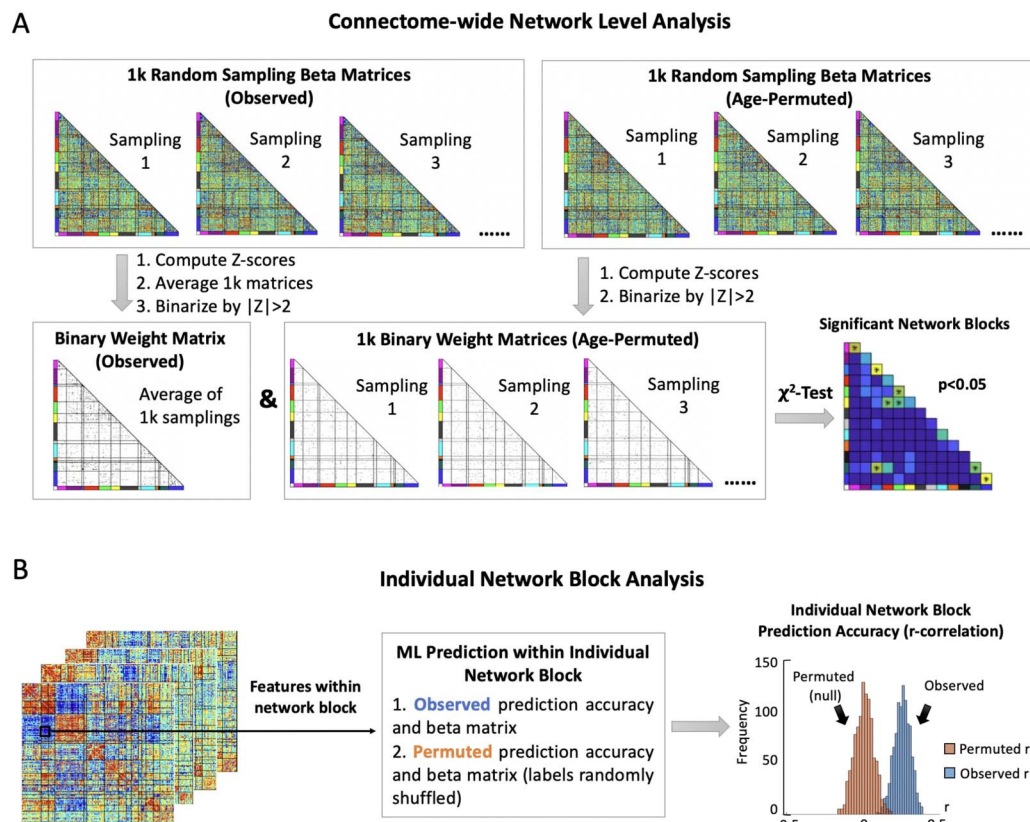 A
Connectome-wide Network Level Analysis
1k Random Sampling Beta Matrices
(Observed)
Sampling
1
Sampling
2
Sampling
3
......
1k Random Sampling Beta Matrices
(Age-Permuted)
Sampling
1
Sampling
2
Sampling
3
......
1. Compute Z-scores
2. Average 1k matrices
3. Binarize by |Z|>2
1. Compute Z-scores
2. Binarize by |Z|>2
Binary Weight Matrix
(Observed)
Average of
1k samplings
&
1k Binary Weight Matrices (Age-Permuted)
Sampling
1
Sampling
2
Sampling
3
......
χ²-Test
Significant Network Blocks
p<0.05
B
Individual Network Block Analysis
Features within
network block
ML Prediction within Individual
Network Block
1. Observed prediction accuracy
and beta matrix
2. Permuted prediction accuracy
and beta matrix (labels randomly
shuffled)
Individual Network Block
Prediction Accuracy (r-correlation)
150
100
50
0
Frequency
Permuted
(null)
Observed
Permuted r
Observed r
r